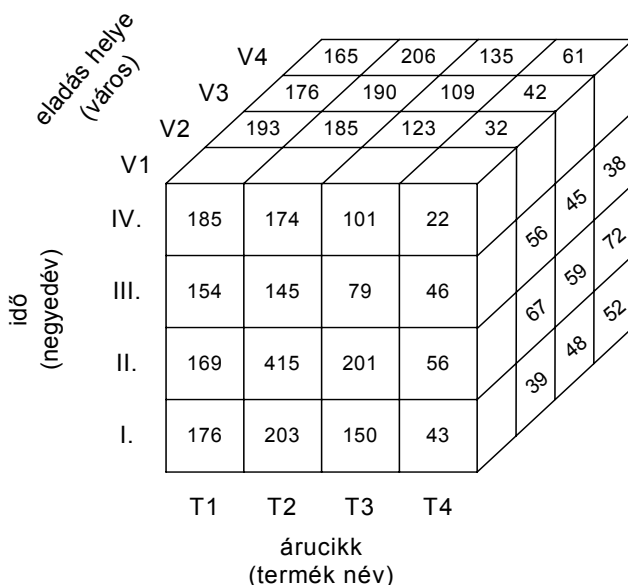 eladás helye
(város)
V4 165 206 135 61
V3 176 190 109 42
V2 193 185 123 32
V1
38
45
56
IV. 185 174 101 22
72
59
67
III. 154 145 79 46
52
48
39
II. 169 415 201 56
I. 176 203 150 43
idő
(negyedév)
T1 T2 T3 T4
árucikk
(termék név)